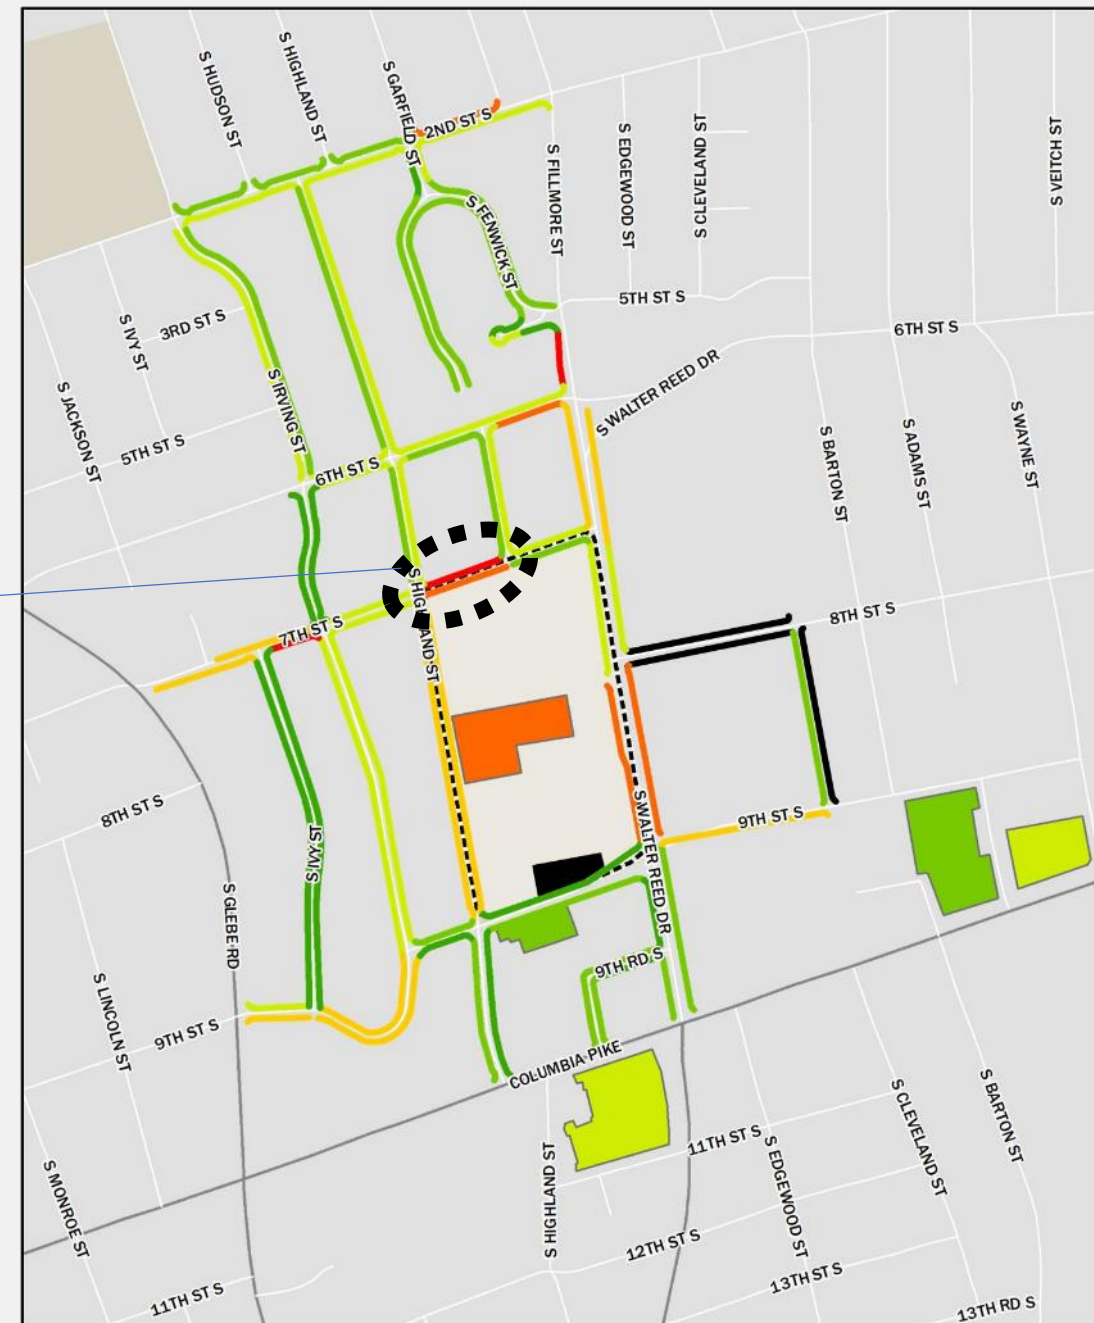 S HUDSON ST
S HIGHLAND ST
S GARFIELD ST
2ND ST S
S FILLMORE ST
S EDGEWOOD ST
S CLEVELAND ST
S VEITCH ST
S FENWICK ST
5TH ST S
6TH ST S
3RD ST S
S IVY ST
S IRVING ST
S JACKSON ST
5TH ST S
6TH ST S
S WALTER REED DR
S BARTON ST
S ADAMS ST
S WAYNE ST
S HIGHLAND ST
7TH ST S
8TH ST S
8TH ST S
S IVY ST
S GLEBE RD
S WALTER REED DR
9TH ST S
9TH RD S
S LINCOLN ST
9TH ST S
COLUMBIA PIKE
S MONROE ST
11TH ST S
S HIGHLAND ST
11TH ST S
S EDGEWOOD ST
S CLEVELAND ST
S BARTON ST
12TH ST S
13TH ST S
13TH RD S